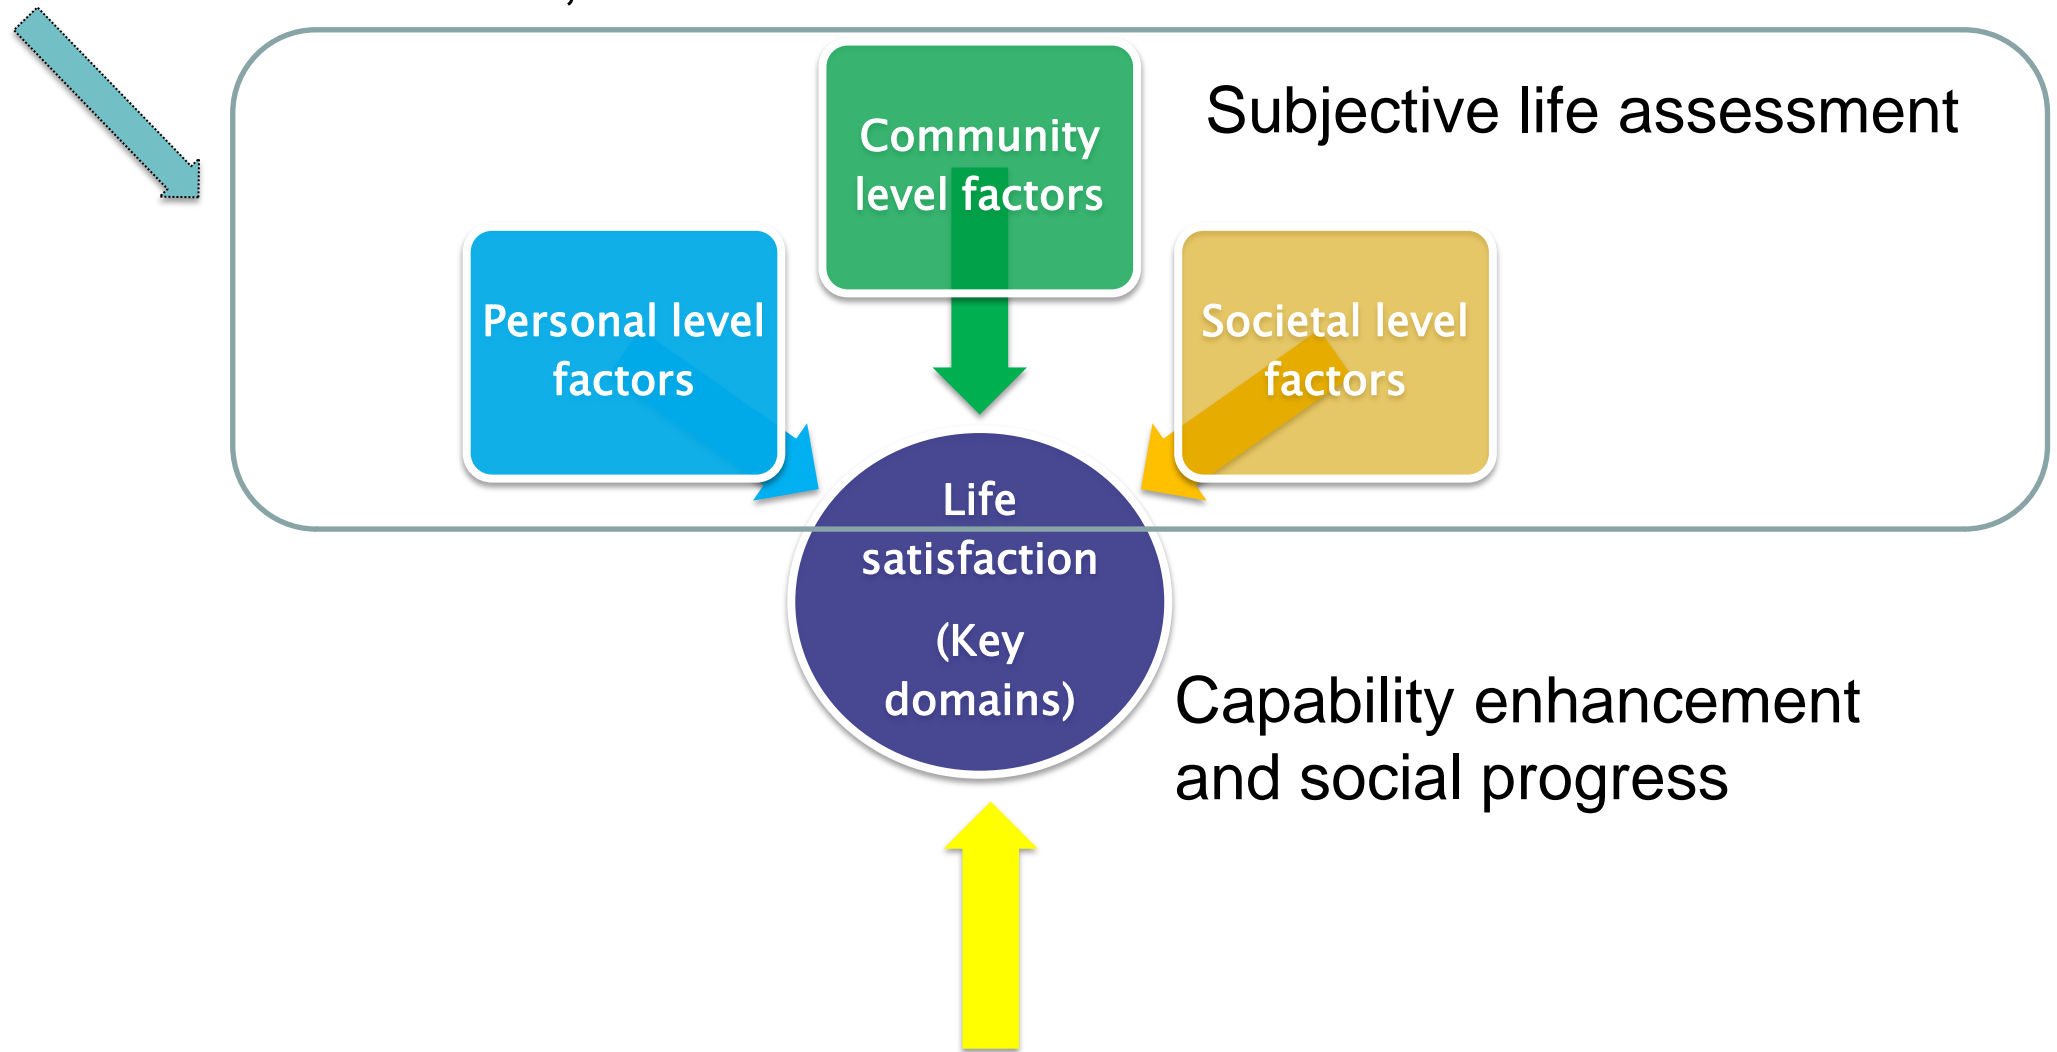 Subjective life assessment
Community
level factors
Personal level
factors
Societal level
factors
Life
satisfaction
(Key
domains)
Capability enhancement
and social progress